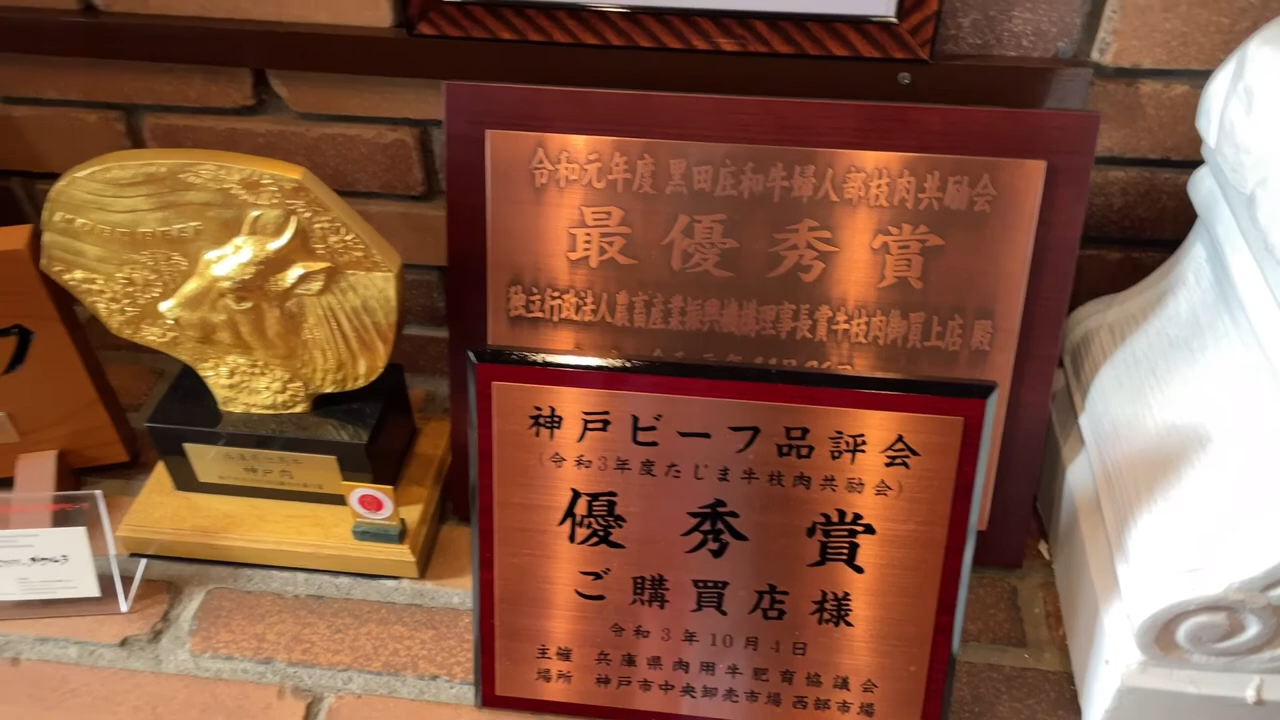 令和元年度 黒田庄和牛婦人部枝肉共励会
最優秀賞
独立行政法人農畜産業振興機構理事長賞牛枝肉御買上店 殿
神戸ビーフ品評会
(令和3年度たじま牛枝肉共励会)
優秀賞
ご購買店様
令和3年10月4日
主催 兵庫県肉用牛肥育協議会
場所 神戸市中央卸売市場 西部市場
KOBE BEEF
神戸肉